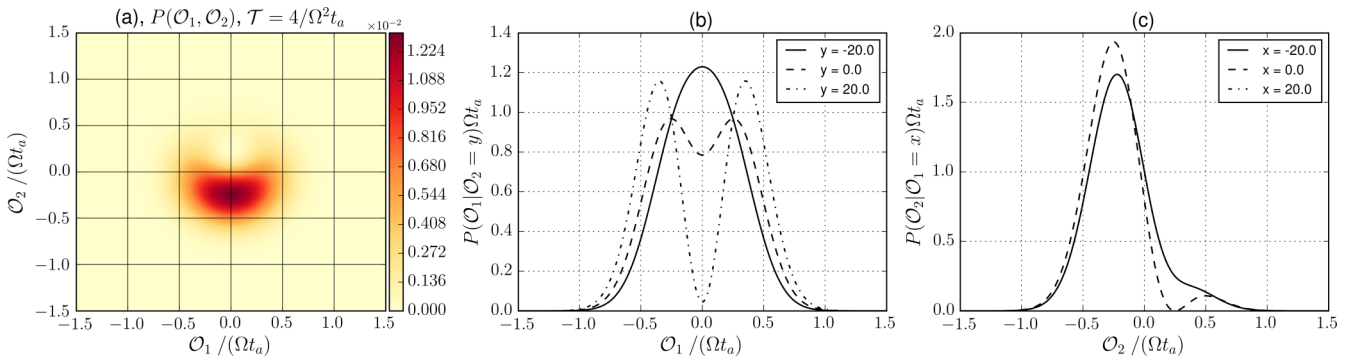 (a), P(𝒪₁, 𝒪₂), 𝒯 = 4/Ω²tₐ
×10⁻²
1.5
1.0
0.5
0.0
−0.5
−1.0
−1.5
𝒪₂ /(Ωtₐ)
−1.5 −1.0 −0.5 0.0 0.5 1.0 1.5
𝒪₁ /(Ωtₐ)
1.224
1.088
0.952
0.816
0.680
0.544
0.408
0.272
0.136
0.000
(b)
1.4
1.2
1.0
0.8
0.6
0.4
0.2
0.0
P(𝒪₁|𝒪₂ = y)Ωtₐ
y = -20.0
y = 0.0
y = 20.0
−1.5 −1.0 −0.5 0.0 0.5 1.0 1.5
𝒪₁ /(Ωtₐ)
(c)
2.0
1.5
1.0
0.5
0.0
P(𝒪₂|𝒪₁ = x)Ωtₐ
x = -20.0
x = 0.0
x = 20.0
−1.5 −1.0 −0.5 0.0 0.5 1.0 1.5
𝒪₂ /(Ωtₐ)